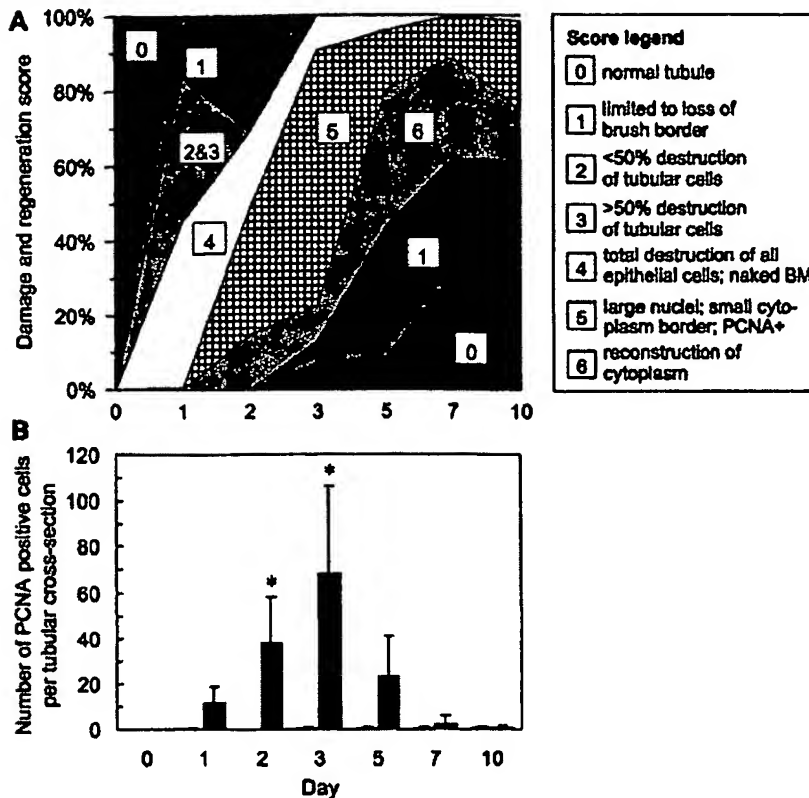 A
Damage and regeneration score
100%
80%
60%
40%
20%
0%
0
1
2&3
4
5
6
1
0
0 1 2 3 5 7 10
Score legend
0 normal tubule
1 limited to loss of
brush border
2 <50% destruction
of tubular cells
3 >50% destruction
of tubular cells
4 total destruction of all
epithelial cells; naked BM
5 large nuclei; small cyto-
plasm border; PCNA+
6 reconstruction of
cytoplasm
B
Number of PCNA positive cells
per tubular cross-section
120
100
80
60
40
20
0
*
*
0 1 2 3 5 7 10
Day